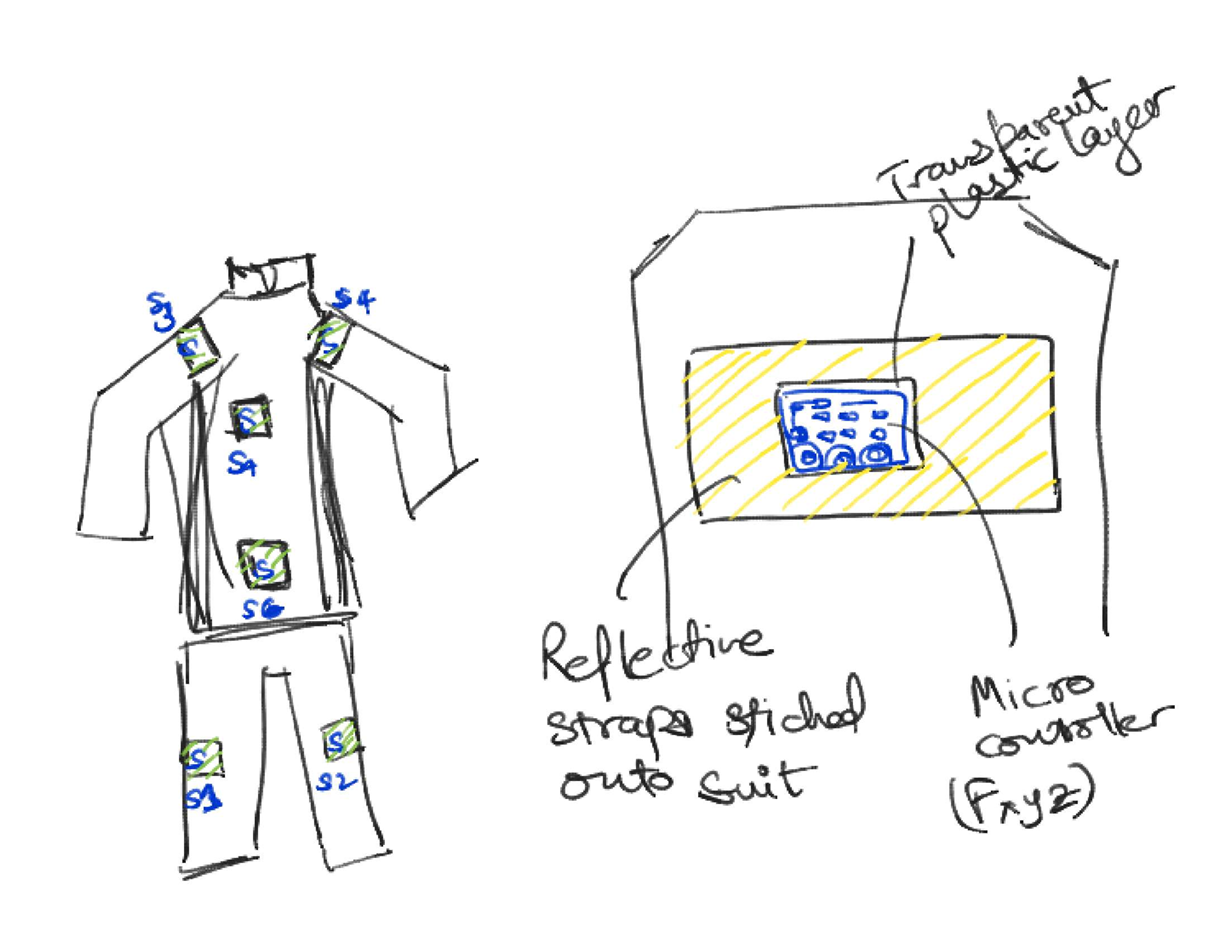 S3
S4
S
S
S
S4
S
S6
S
S1
S
S2
Transparent
plastic layer
Reflective
straps stiched
onto suit
Micro
controller
(Fxyz)